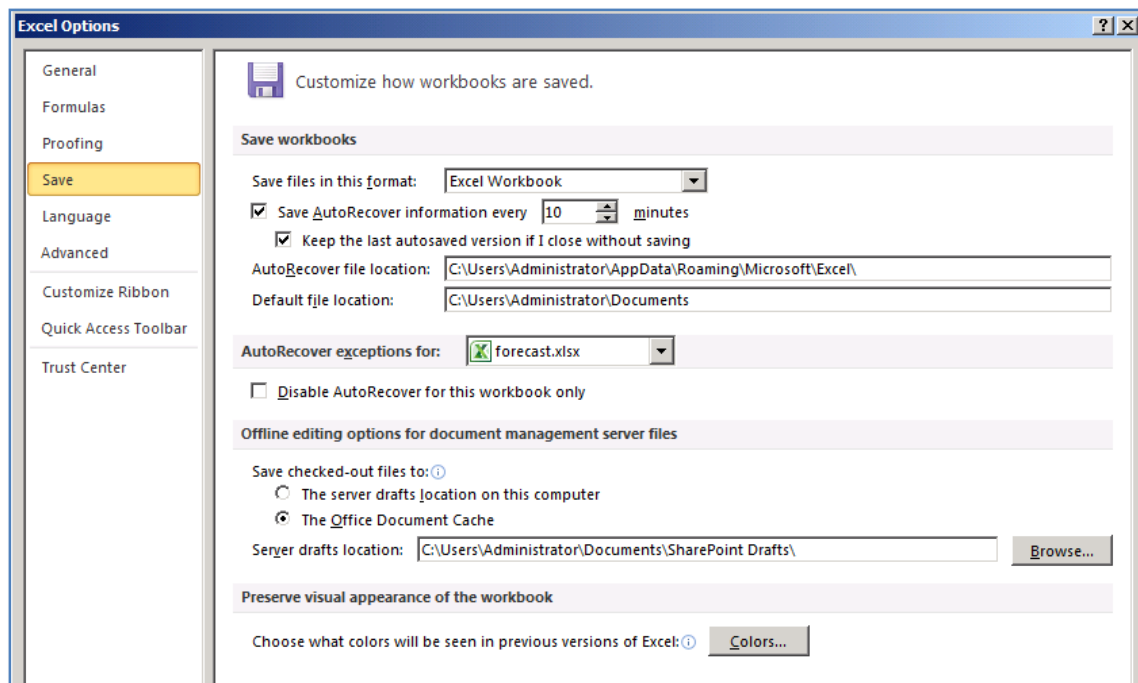 Excel Options
General
Formulas
Proofing
Save
Language
Advanced
Customize Ribbon
Quick Access Toolbar
Trust Center
Customize how workbooks are saved.
Save workbooks
Save files in this format: Excel Workbook
Save AutoRecover information every 10 minutes
Keep the last autosaved version if I close without saving
AutoRecover file location: C:\Users\Administrator\AppData\Roaming\Microsoft\Excel\
Default file location: C:\Users\Administrator\Documents
AutoRecover exceptions for: forecast.xlsx
Disable AutoRecover for this workbook only
Offline editing options for document management server files
Save checked-out files to:
The server drafts location on this computer
The Office Document Cache
Server drafts location: C:\Users\Administrator\Documents\SharePoint Drafts\ Browse...
Preserve visual appearance of the workbook
Choose what colors will be seen in previous versions of Excel: Colors...